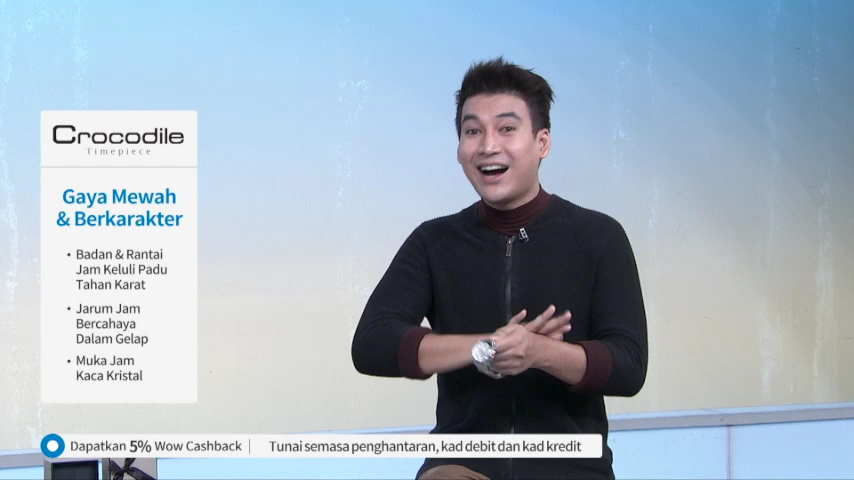 Crocodile
Timepiece
Gaya Mewah
& Berkarakter
• Badan & Rantai
Jam Keluli Padu
Tahan Karat
• Jarum Jam
Bercahaya
Dalam Gelap
• Muka Jam
Kaca Kristal
Dapatkan 5% Wow Cashback | Tunai semasa penghantaran, kad debit dan kad kredit